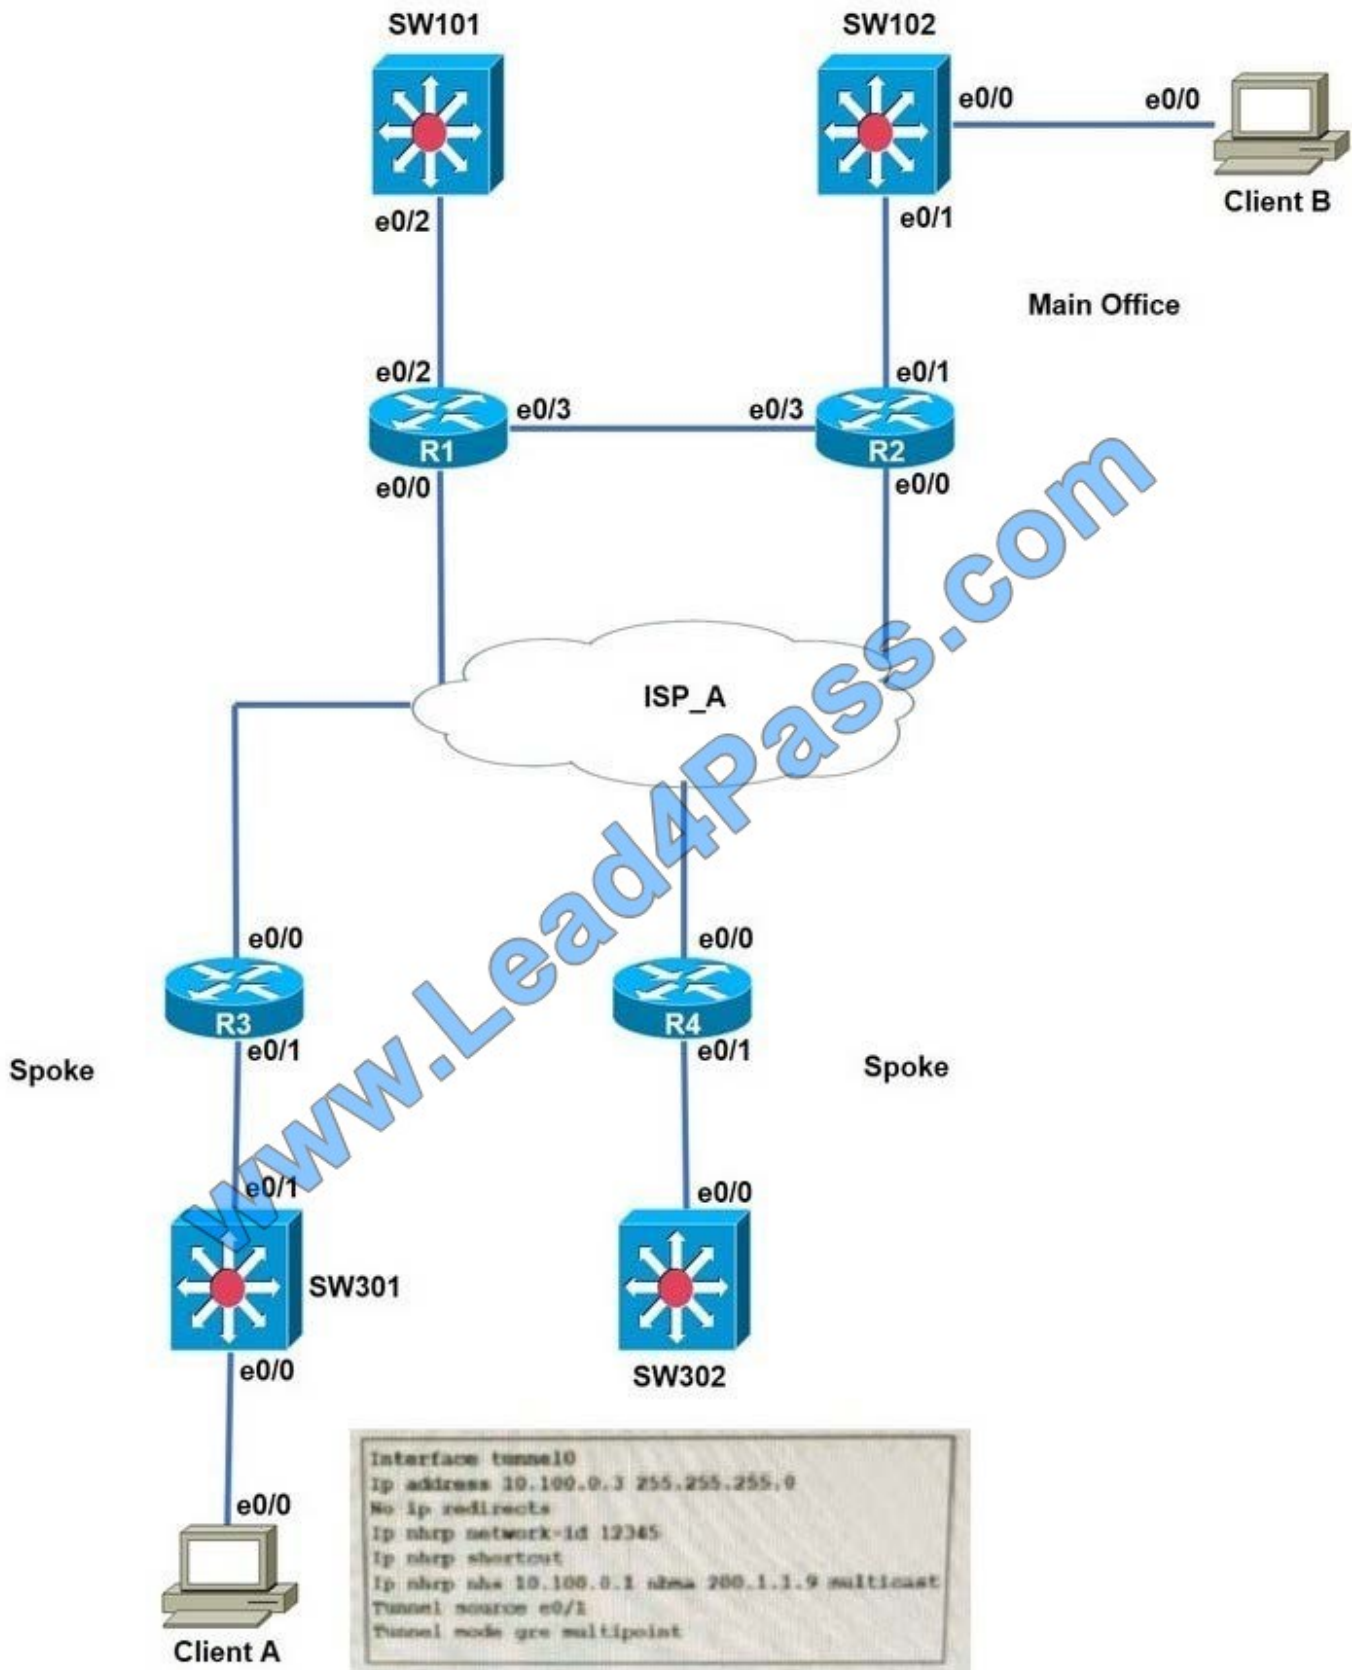 SW101
SW102
e0/0
e0/0
Client B
e0/2
e0/1
Main Office
e0/2
e0/1
e0/3
e0/3
R1
R2
e0/0
e0/0
ISP_A
www.Lead4Pass.com
e0/0
e0/0
R3
R4
e0/1
e0/1
Spoke
Spoke
e0/1
e0/0
SW301
e0/0
SW302
e0/0
Client A
Interface tunnel0
Ip address 10.100.0.3 255.255.255.0
No ip redirects
Ip nhrp network-id 12345
Ip nhrp shortcut
Ip nhrp nhs 10.100.0.1 nbma 200.1.1.9 multicast
Tunnel source e0/1
Tunnel mode gre multipoint